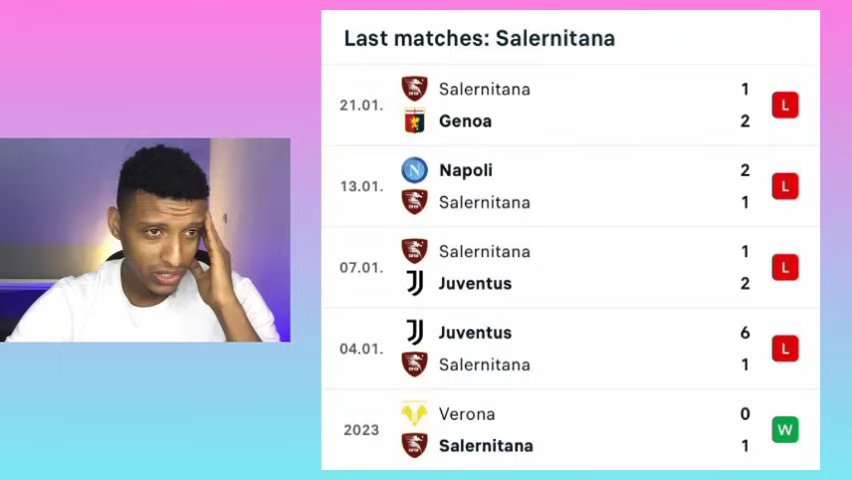 Last matches: Salernitana
21.01.
Salernitana 1
Genoa 2
L
13.01.
Napoli 2
Salernitana 1
L
07.01.
Salernitana 1
Juventus 2
L
04.01.
Juventus 6
Salernitana 1
L
2023
Verona 0
Salernitana 1
W